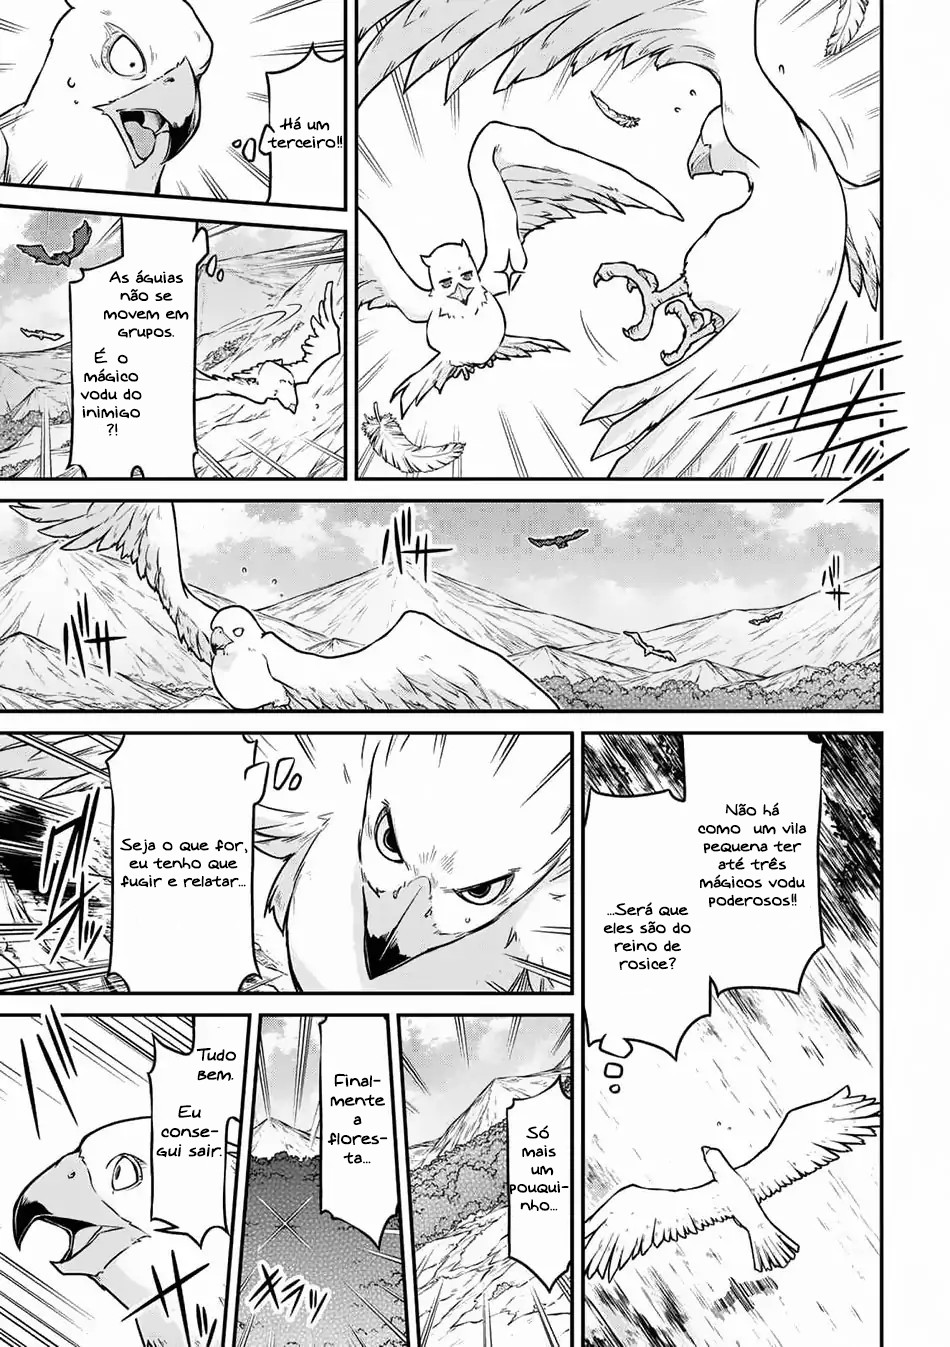 Há um
terceiro!!
As águias
não se
movem em
grupos.
É o
mágico
vodu do
inimigo
?!
Não há
como um vila
pequena ter
até três
mágicos vodu
poderosos!!
...Será que
eles são do
reino de
rosice?
Seja o que for,
eu tenho que
fugir e relatar...
Só
mais
um
pouqui-
nho...
Final-
mente
a
flores-
ta...
Tudo
bem.
Eu
conse-
gui sair.